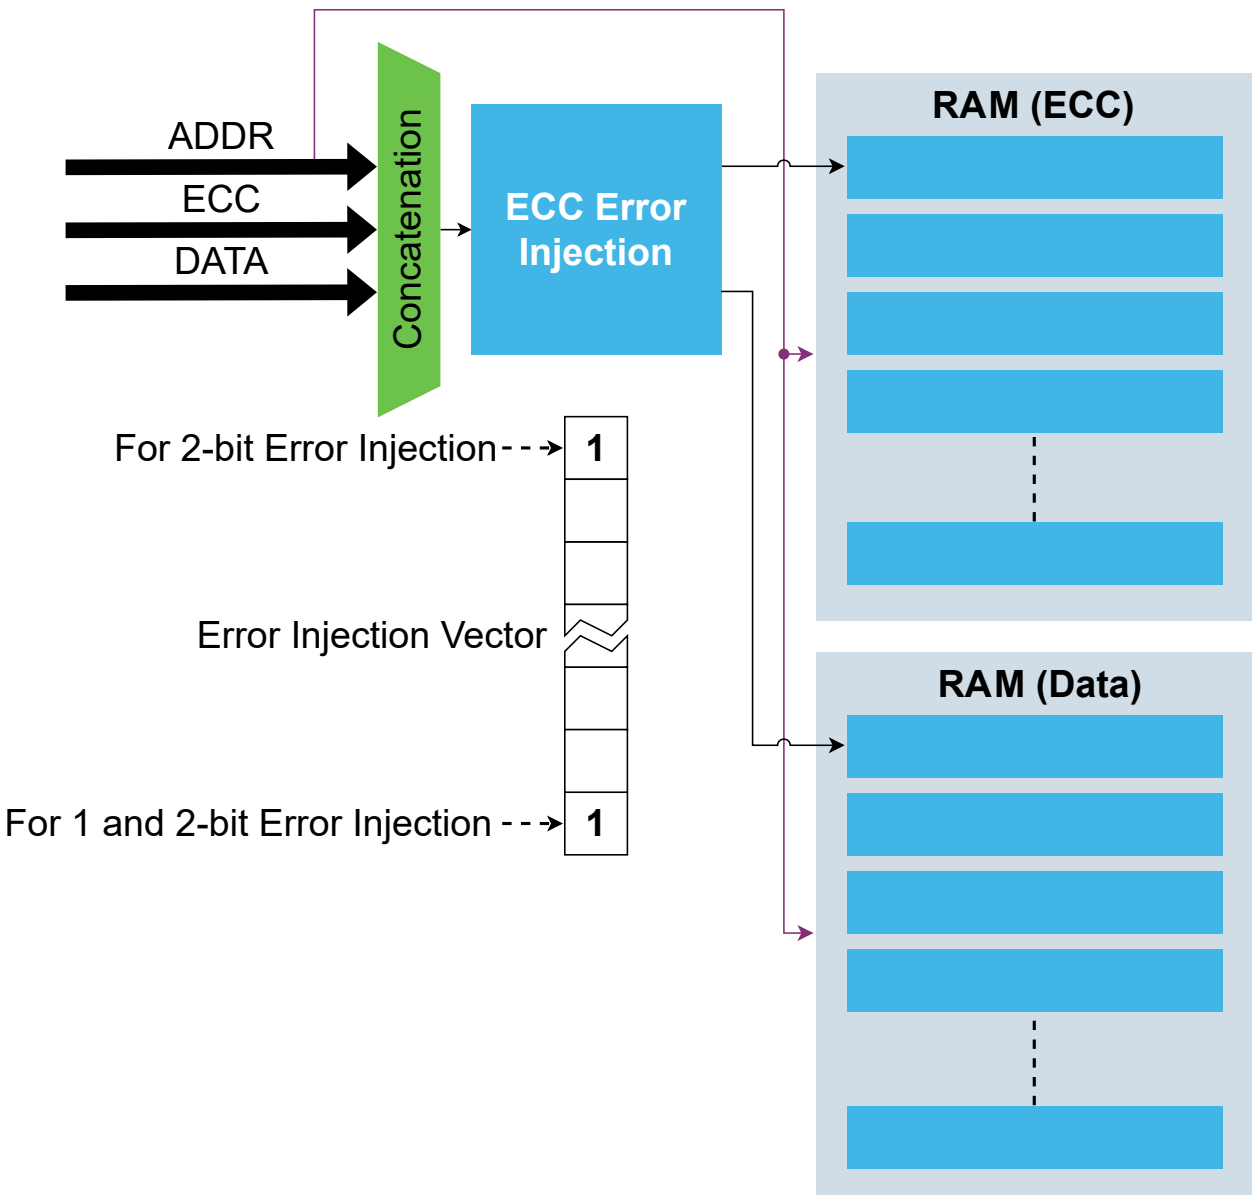 ADDR
ECC
DATA
Concatenation
ECC Error
Injection
RAM (ECC)
For 2-bit Error Injection
1
Error Injection Vector
RAM (Data)
For 1 and 2-bit Error Injection
1